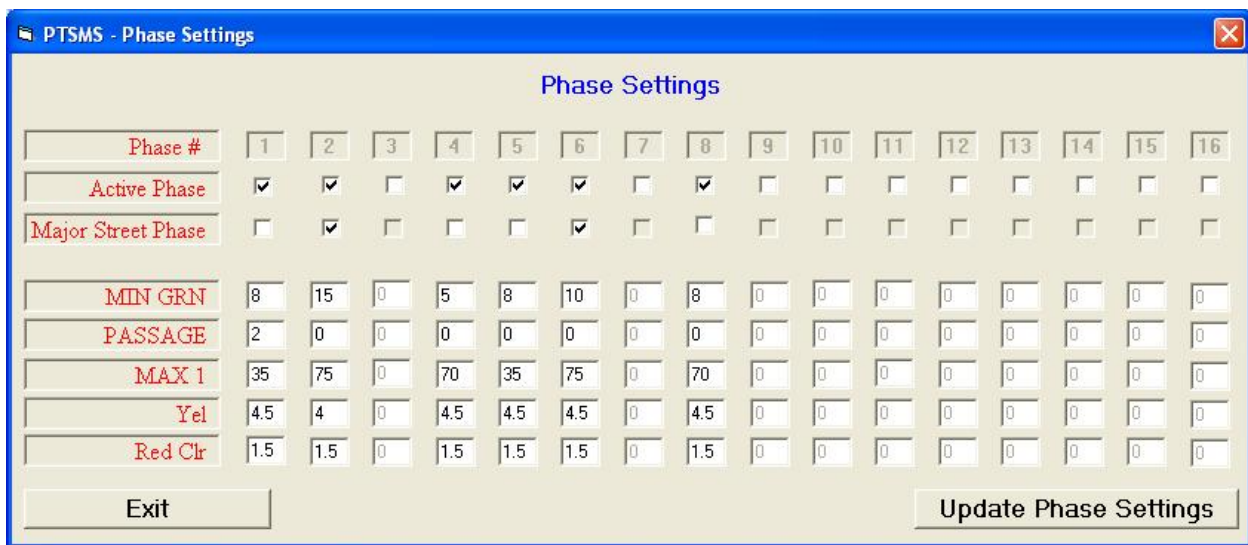 PTSMS - Phase Settings
Phase Settings
Phase # 1 2 3 4 5 6 7 8 9 10 11 12 13 14 15 16
Active Phase
Major Street Phase
MIN GRN 8 15 0 5 8 10 0 8 0 0 0 0 0 0 0 0
PASSAGE 2 0 0 0 0 0 0 0 0 0 0 0 0 0 0 0
MAX 1 35 75 0 70 35 75 0 70 0 0 0 0 0 0 0 0
Yel 4.5 4 0 4.5 4.5 4.5 0 4.5 0 0 0 0 0 0 0 0
Red Clr 1.5 1.5 0 1.5 1.5 1.5 0 1.5 0 0 0 0 0 0 0 0
Exit Update Phase Settings